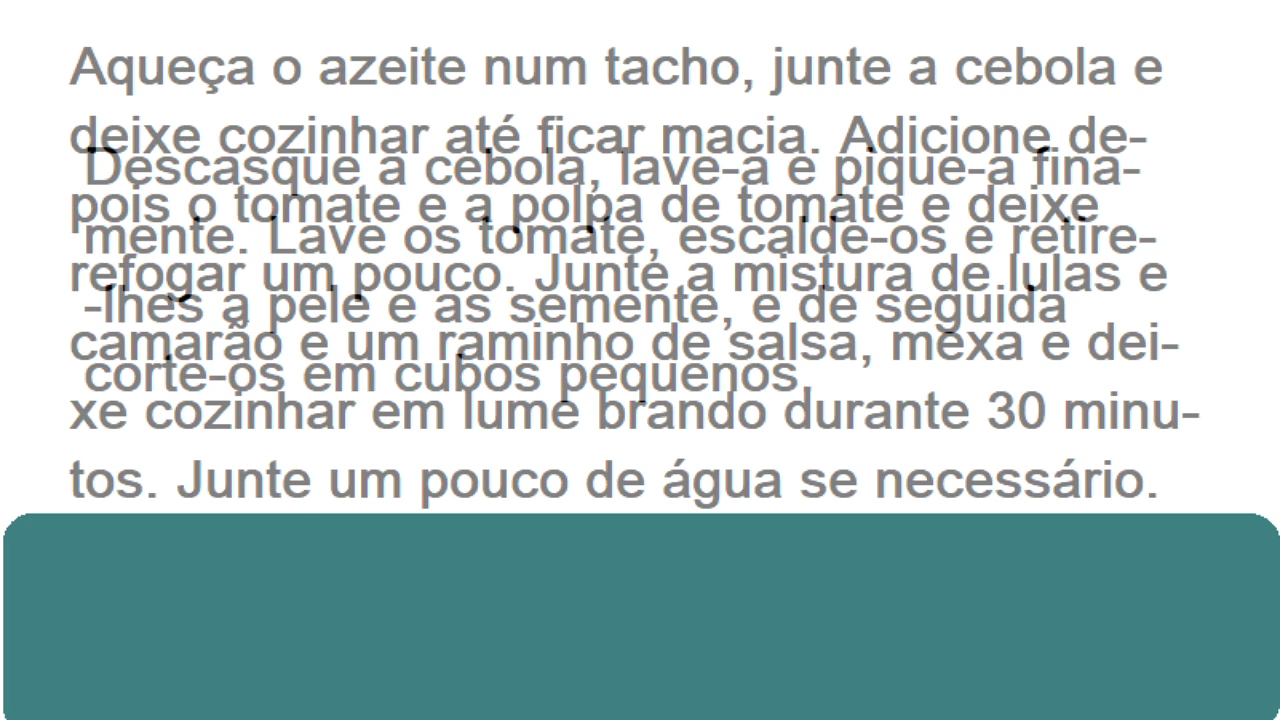 Aqueça o azeite num tacho, junte a cebola e
deixe cozinhar até ficar macia. Adicione de-
pois o tomate e a polpa de tomate e deixe
refogar um pouco. Junte a mistura de lulas e
camarão e um raminho de salsa, mexa e dei-
xe cozinhar em lume brando durante 30 minu-
tos. Junte um pouco de água se necessário.
Descasque a cebola, lave-a e pique-a fina-
mente. Lave os tomate, escalde-os e retire-
-lhes a pele e as semente, e de seguida
corte-os em cubos pequenos.